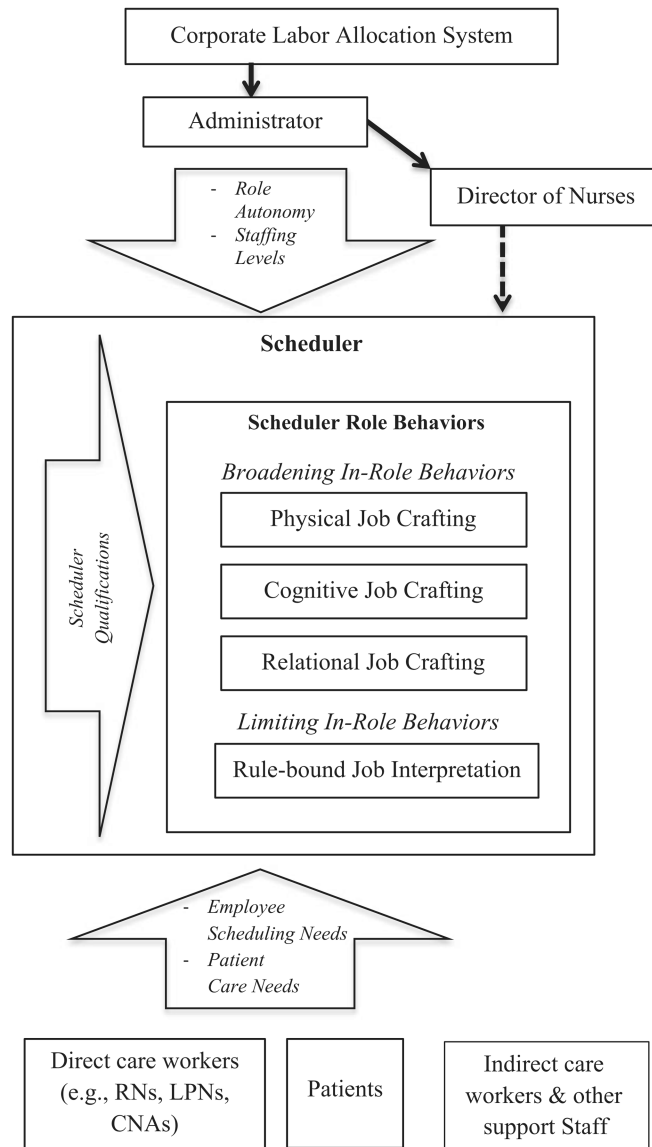 Corporate Labor Allocation System
Administrator
- Role
Autonomy
- Staffing
Levels
Director of Nurses
Scheduler
Scheduler
Qualifications
Scheduler Role Behaviors
Broadening In-Role Behaviors
Physical Job Crafting
Cognitive Job Crafting
Relational Job Crafting
Limiting In-Role Behaviors
Rule-bound Job Interpretation
- Employee
Scheduling Needs
- Patient
Care Needs
Direct care workers
(e.g., RNs, LPNs,
CNAs)
Patients
Indirect care
workers & other
support Staff